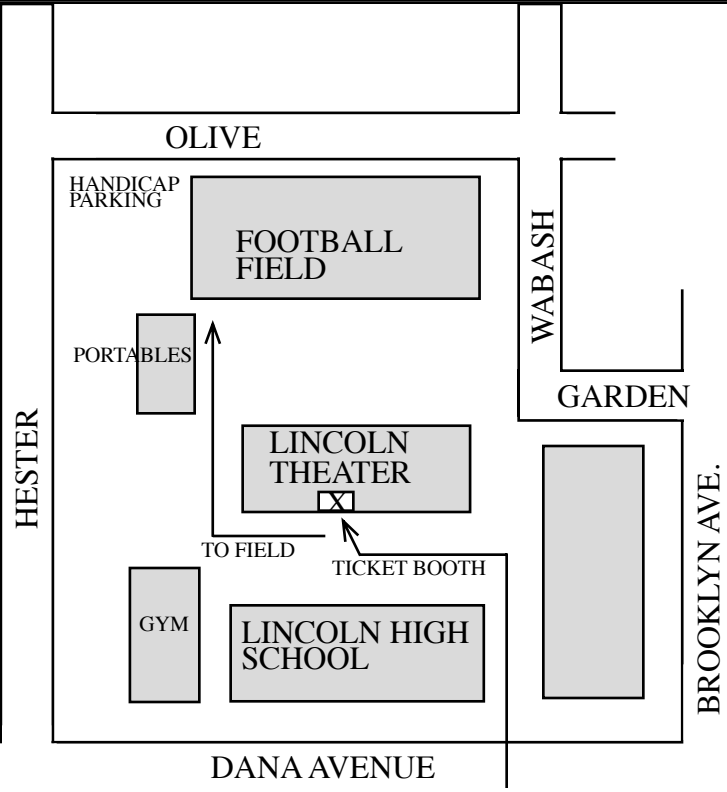 OLIVE
HANDICAP
PARKING
FOOTBALL
FIELD
WABASH
PORTABLES
GARDEN
HESTER
LINCOLN
THEATER
X
BROOKLYN AVE.
TO FIELD
TICKET BOOTH
GYM
LINCOLN HIGH
SCHOOL
DANA AVENUE